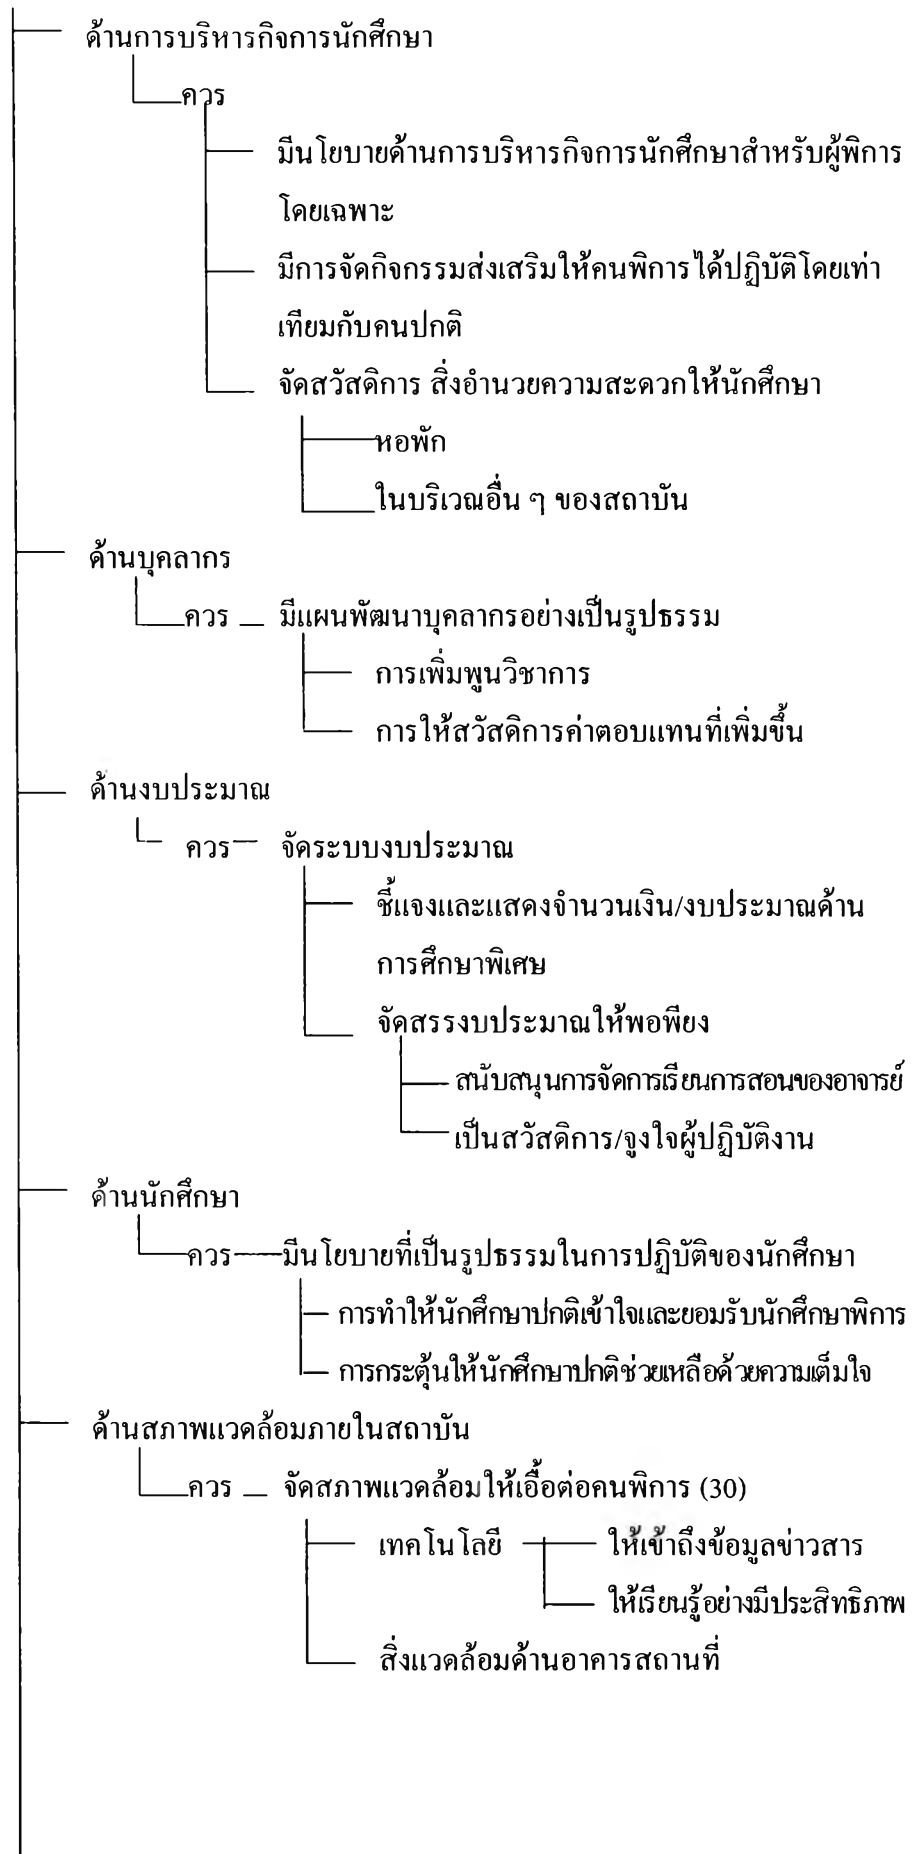 ด้านการบริหารกิจการนักศึกษา
ควร
มีนโยบายด้านการบริหารกิจการนักศึกษาสำหรับผู้พิการ
โดยเฉพาะ
มีการจัดกิจกรรมส่งเสริมให้คนพิการได้ปฏิบัติโดยเท่า
เทียมกับคนปกติ
จัดสวัสดิการ สิ่งอำนวยความสะดวกให้นักศึกษา
หอพัก
ในบริเวณอื่น ๆ ของสถาบัน
ด้านบุคลากร
ควร มีแผนพัฒนาบุคลากรอย่างเป็นรูปธรรม
การเพิ่มพูนวิชาการ
การให้สวัสดิการค่าตอบแทนที่เพิ่มขึ้น
ด้านงบประมาณ
ควร จัดระบบงบประมาณ
ชี้แจงและแสดงจำนวนเงิน/งบประมาณด้าน
การศึกษาพิเศษ
จัดสรรงบประมาณให้พอพียง
สนับสนุนการจัดการเรียนการสอนของอาจารย์
เป็นสวัสดิการ/จูงใจผู้ปฏิบัติงาน
ด้านนักศึกษา
ควร มีนโยบายที่เป็นรูปธรรมในการปฏิบัติของนักศึกษา
การทำให้นักศึกษาปกติเข้าใจและยอมรับนักศึกษาพิการ
การกระตุ้นให้นักศึกษาปกติช่วยเหลือด้วยความเต็มใจ
ด้านสภาพแวดล้อมภายในสถาบัน
ควร จัดสภาพแวดล้อมให้เอื้อต่อคนพิการ (30)
เทคโนโลยี ให้เข้าถึงข้อมูลข่าวสาร
ให้เรียนรู้อย่างมีประสิทธิภาพ
สิ่งแวดล้อมด้านอาคารสถานที่